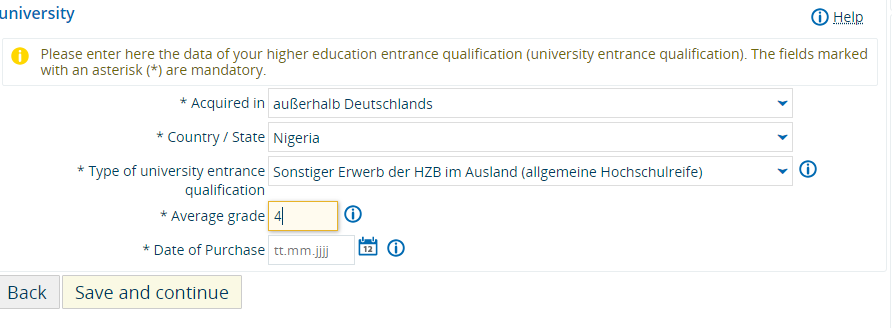 university
Help
Please enter here the data of your higher education entrance qualification (university entrance qualification). The fields marked
with an asterisk (*) are mandatory.
* Acquired in außerhalb Deutschlands
* Country / State Nigeria
* Type of university entrance
qualification Sonstiger Erwerb der HZB im Ausland (allgemeine Hochschulreife)
* Average grade 4
* Date of Purchase tt.mm.jjjj 12
Back Save and continue